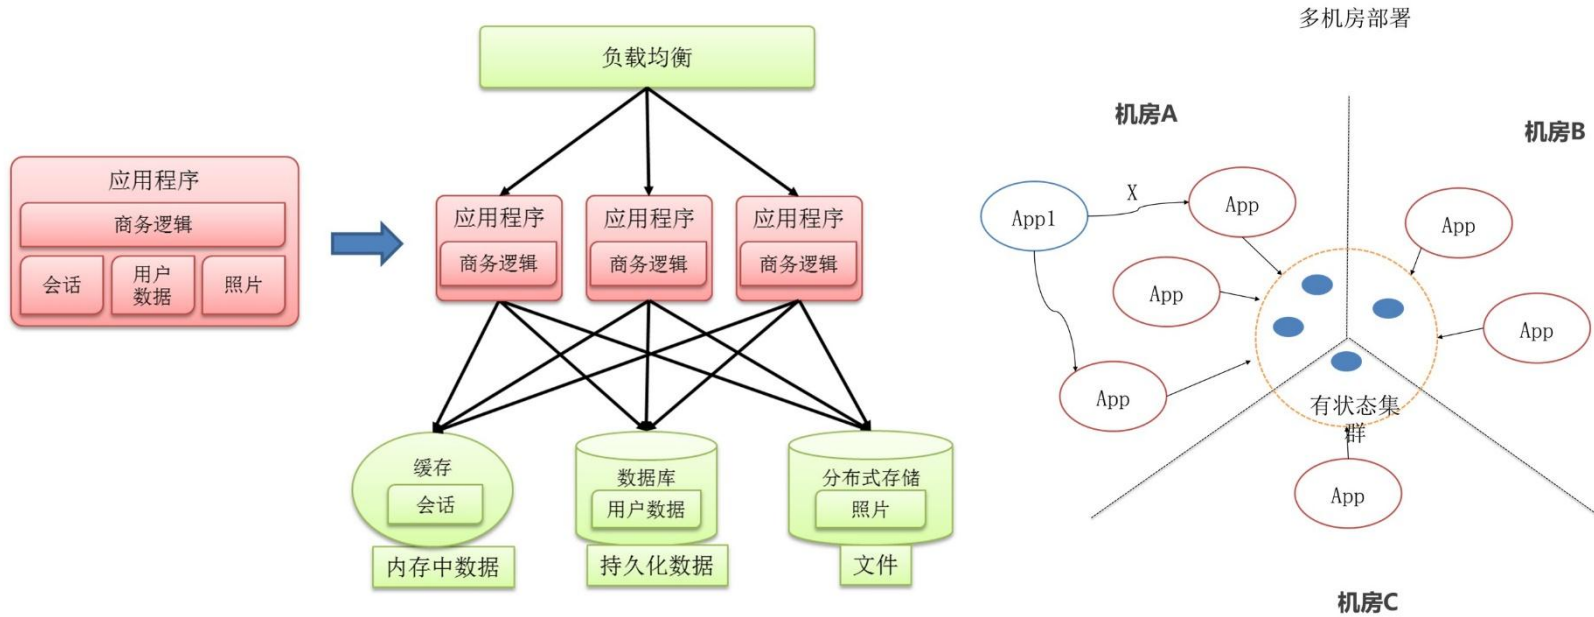 应用程序
商务逻辑
会话
用户
数据
照片
负载均衡
应用程序
商务逻辑
应用程序
商务逻辑
应用程序
商务逻辑
缓存
会话
内存中数据
数据库
用户数据
持久化数据
分布式存储
照片
文件
多机房部署
机房A
机房B
App1
X
App
App
App
App
App
有状态集
群
App
机房C